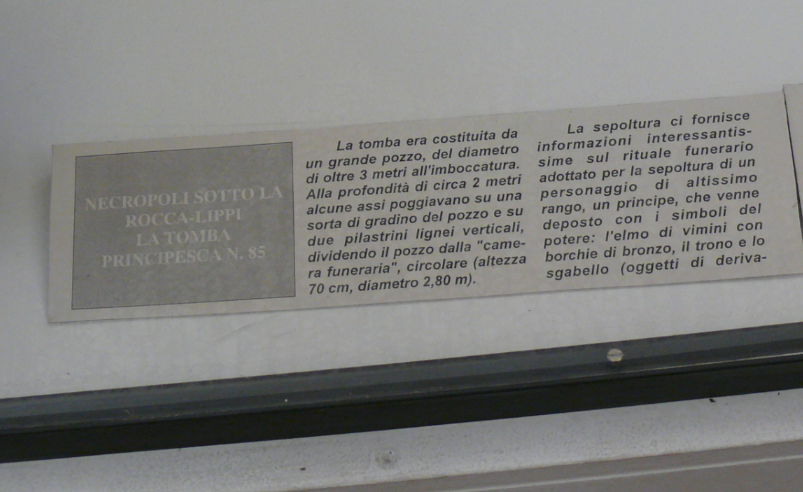 NECROPOLI SOTTO LA
ROCCA-LIPPI
LA TOMBA
PRINCIPESCA N. 85
La tomba era costituita da
un grande pozzo, del diametro
di oltre 3 metri all'imboccatura.
Alla profondità di circa 2 metri
alcune assi poggiavano su una
sorta di gradino del pozzo e su
due pilastrini lignei verticali,
dividendo il pozzo dalla "came-
ra funeraria", circolare (altezza
70 cm, diametro 2,80 m).
La sepoltura ci fornisce
informazioni interessantis-
sime sul rituale funerario
adottato per la sepoltura di un
personaggio di altissimo
rango, un principe, che venne
deposto con i simboli del
potere: l'elmo di vimini con
borchie di bronzo, il trono e lo
sgabello (oggetti di deriva-